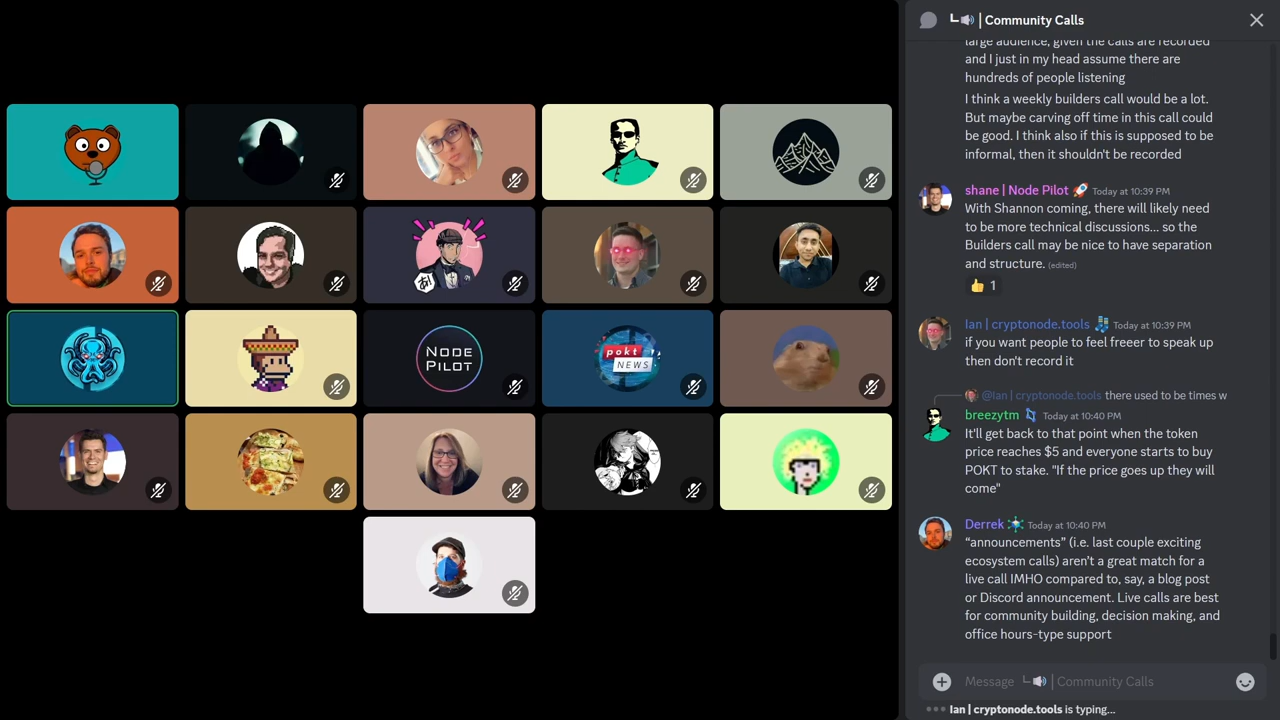 | Community Calls
large audience, given the calls are recorded
and I just in my head assume there are
hundreds of people listening
I think a weekly builders call would be a lot.
But maybe carving off time in this call could
be good. I think also if this is supposed to be
informal, then it shouldn't be recorded
shane | Node Pilot 🚀 Today at 10:39 PM
With Shannon coming, there will likely need
to be more technical discussions... so the
Builders call may be nice to have separation
and structure. (edited)
👍 1
Ian | cryptonode.tools Today at 10:39 PM
if you want people to feel freeer to speak up
then don't record it
@Ian | cryptonode.tools there used to be times w
breezytm Today at 10:40 PM
It'll get back to that point when the token
price reaches $5 and everyone starts to buy
POKT to stake. "If the price goes up they will
come"
Derrek Today at 10:40 PM
“announcements” (i.e. last couple exciting
ecosystem calls) aren't a great match for a
live call IMHO compared to, say, a blog post
or Discord announcement. Live calls are best
for community building, decision making, and
office hours-type support
Message | Community Calls
Ian | cryptonode.tools is typing...
NODE
PILOT
pokt
NEWS